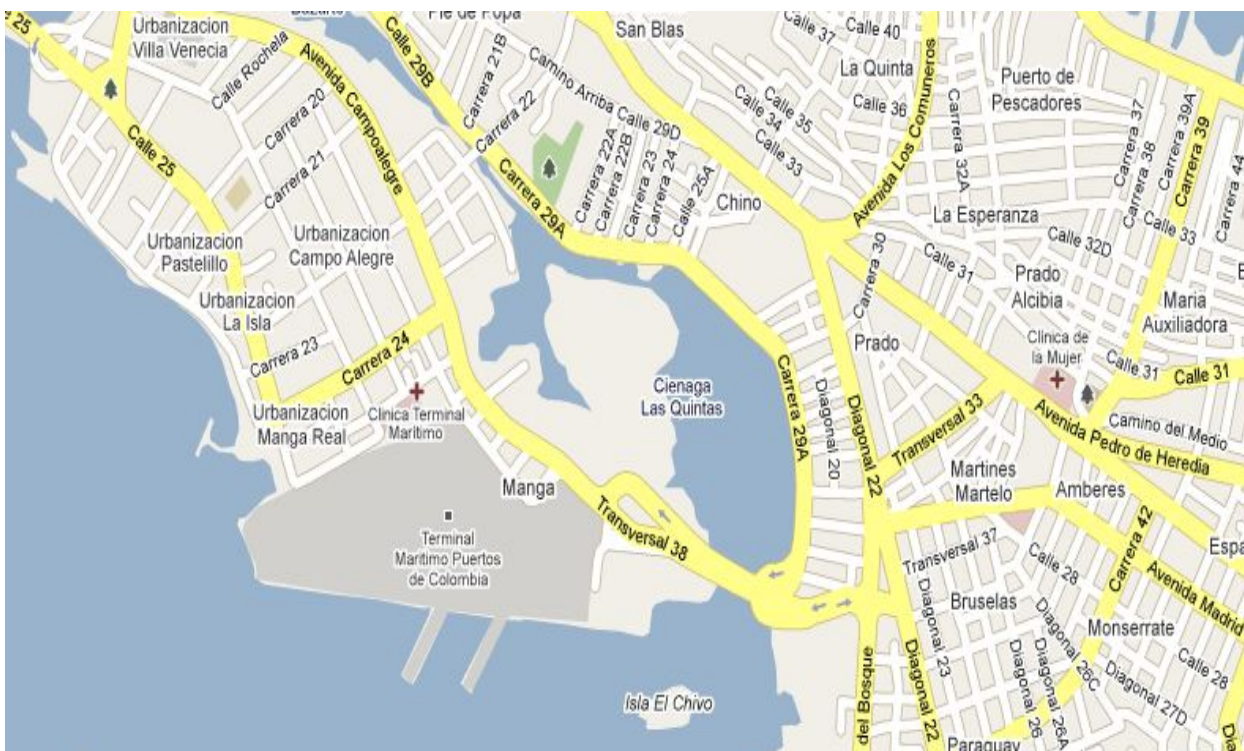 Pie de Popa
Calle 25
Urbanizacion
Villa Venecia
San Blas
Calle 37
Calle 40
La Quinta
Calle 36
Puerto de
Pescadores
Calle Rochela
Avenida Campoalegre
Calle 29B
Carrera 21B
Camino Arriba
Calle 29D
Calle 34
Calle 35
Calle 33
Avenida Los Comuneros
Carrera 32A
Carrera 37
Carrera 38
Carrera 39A
Carrera 39
Carrera 44
Carrera 20
Carrera 21
Carrera 22
Calle 25
Carrera 29A
Carrera 22A
Carrera 22B
Carrera 23
Carrera 24
Calle 25A
Chino
La Esperanza
Calle 33
Calle 32D
Calle 31
Carrera 30
Urbanizacion
Pastelillo
Urbanizacion
Campo Alegre
Urbanizacion
La Isla
Prado
Alcibia
Maria
Auxiliadora
Carrera 23
Carrera 24
Prado
Clinica de
la Mujer
Calle 31
Calle 31
Urbanizacion
Manga Real
Clinica Terminal
Maritimo
Cienaga
Las Quintas
Carrera 29A
Diagonal 20
Diagonal 22
Transversal 33
Camino del Medio
Avenida Pedro de Heredia
Manga
Martines
Martelo
Amberes
Terminal
Maritimo Puertos
de Colombia
Transversal 38
Transversal 37
Calle 28
Carrera 42
Avenida Madrid
Bruselas
Monserrate
Diagonal 23
Diagonal 26C
Calle 28
Diagonal 27D
Diagonal 26
Diagonal 26A
del Bosque
Diagonal 22
Isla El Chivo
Paraguay